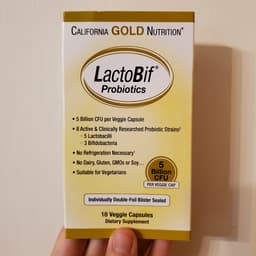 CALIFORNIA GOLD NUTRITION®
LactoBif®
Probiotics
• 5 Billion CFU per Veggie Capsule
• 8 Active & Clinically Researched Probiotic Strains†
• 5 Lactobacilli
• 3 Bifidobacteria
• No Refrigeration Necessary†
• No Dairy, Gluten, GMOs or Soy...
• Suitable for Vegetarians
5
Billion
CFU
PER VEGGIE CAP
Individually Double-Foil Blister Sealed
10 Veggie Capsules
Dietary Supplement